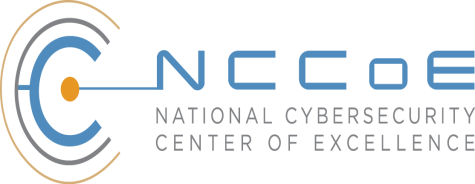 NCCoE
NATIONAL CYBERSECURITY
CENTER OF EXCELLENCE